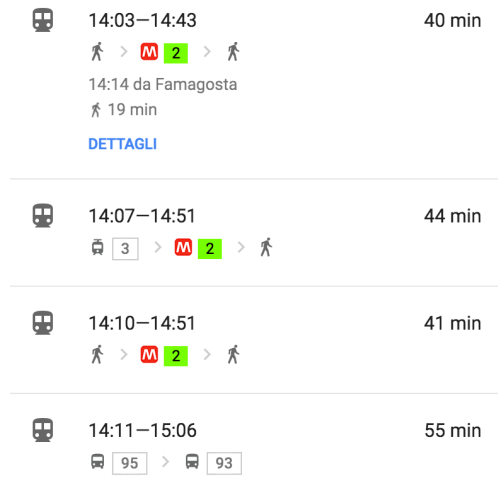 14:03—14:43 40 min
M 2
14:14 da Famagosta
19 min
DETTAGLI
14:07—14:51 44 min
3 M 2
14:10—14:51 41 min
M 2
14:11—15:06 55 min
95 93